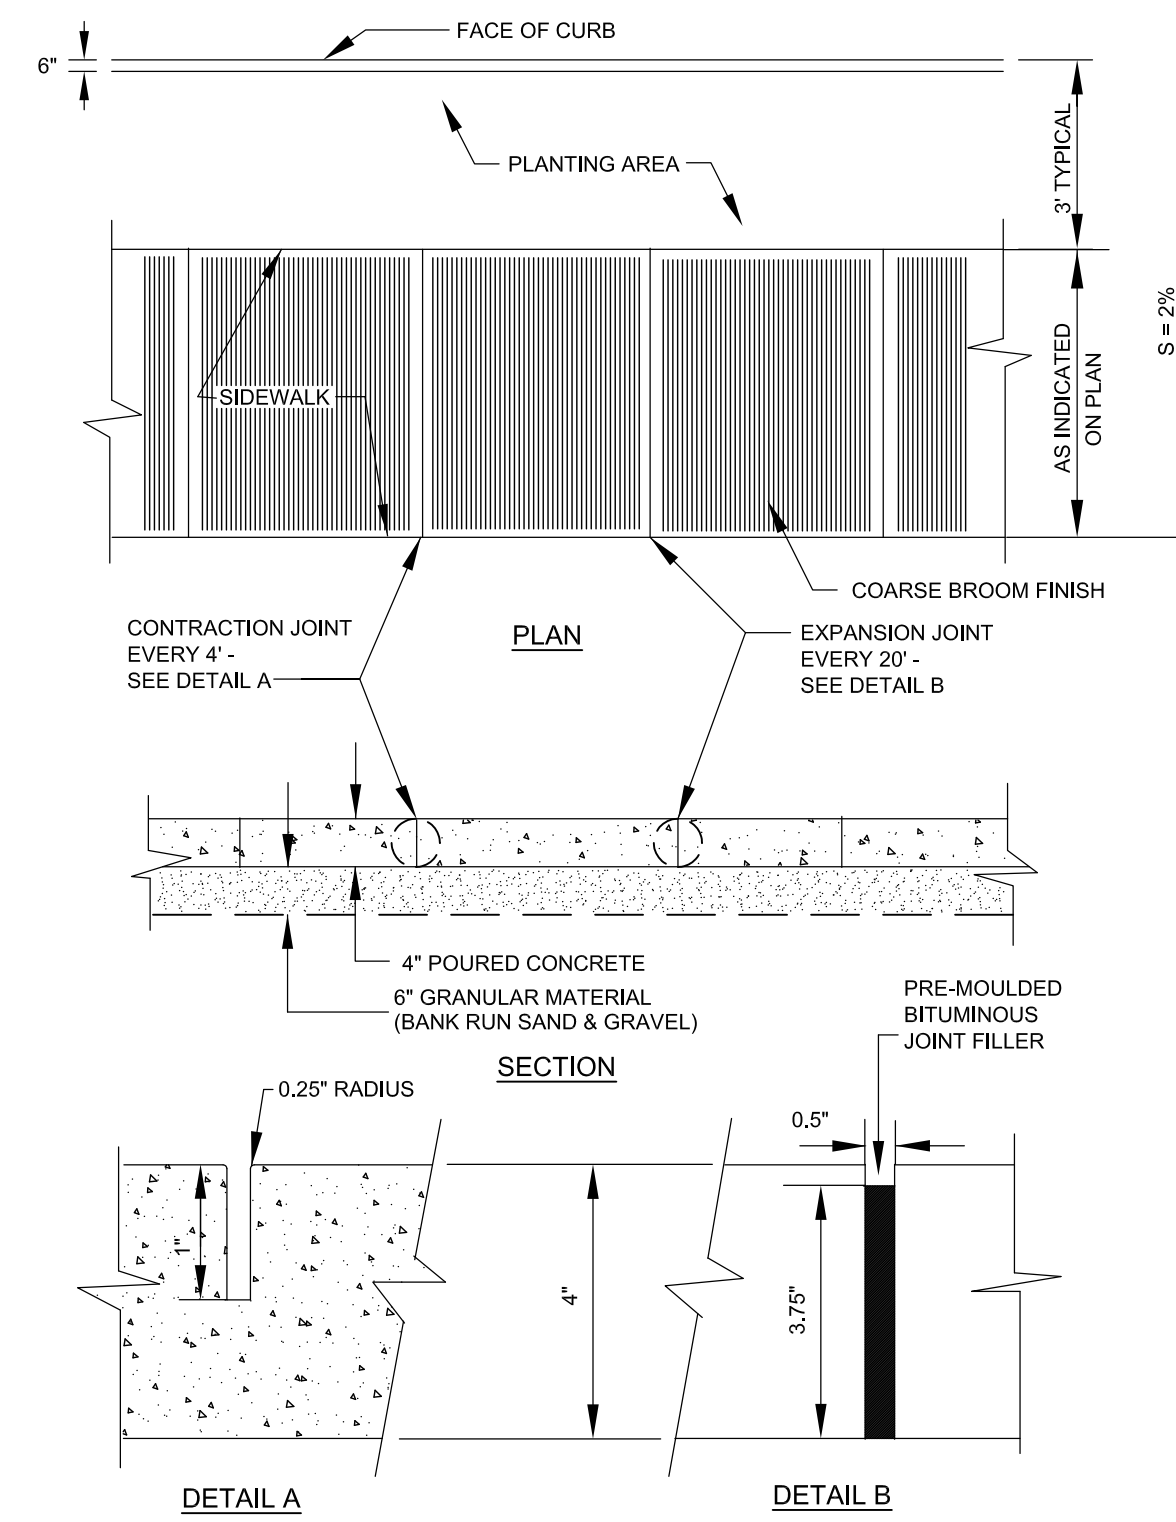 FACE OF CURB
6"
PLANTING AREA
3' TYPICAL
SIDEWALK
AS INDICATED
ON PLAN
S = 2%
COARSE BROOM FINISH
CONTRACTION JOINT
EVERY 4' -
SEE DETAIL A
PLAN
EXPANSION JOINT
EVERY 20' -
SEE DETAIL B
4" POURED CONCRETE
6" GRANULAR MATERIAL
(BANK RUN SAND & GRAVEL)
SECTION
PRE-MOULDED
BITUMINOUS
JOINT FILLER
0.25" RADIUS
0.5"
1"
4"
3.75"
DETAIL A
DETAIL B